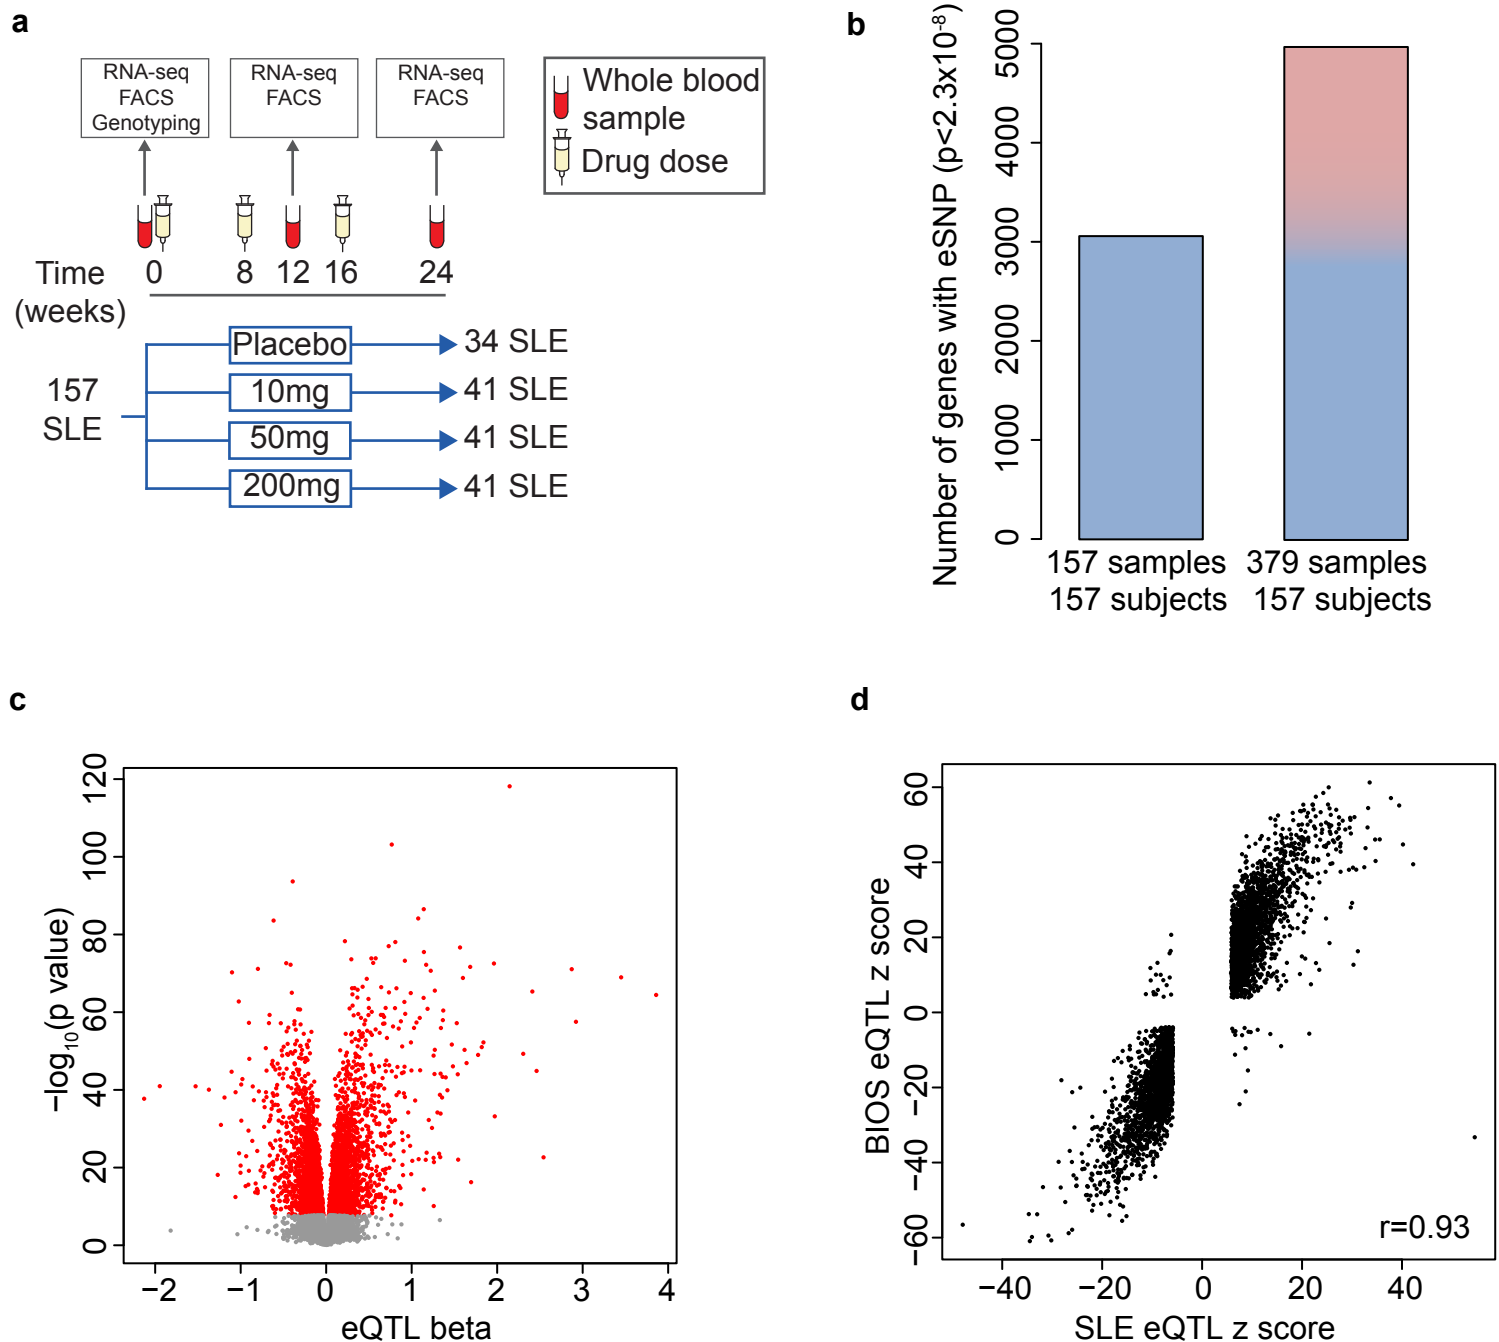 a
RNA-seq
FACS
Genotyping
RNA-seq
FACS
RNA-seq
FACS
Whole blood
sample
Drug dose
Time
(weeks)
0 8 12 16 24
157
SLE
Placebo 34 SLE
10mg 41 SLE
50mg 41 SLE
200mg 41 SLE
b
Number of genes with eSNP (p<2.3x10⁻⁸)
5000
4000
3000
2000
1000
0
157 samples
157 subjects
379 samples
157 subjects
c
−log₁₀(p value)
120
100
80
60
40
20
0
−2 −1 0 1 2 3 4
eQTL beta
d
BIOS eQTL z score
60
40
20
0
−20
−40
−60
r=0.93
−40 −20 0 20 40
SLE eQTL z score